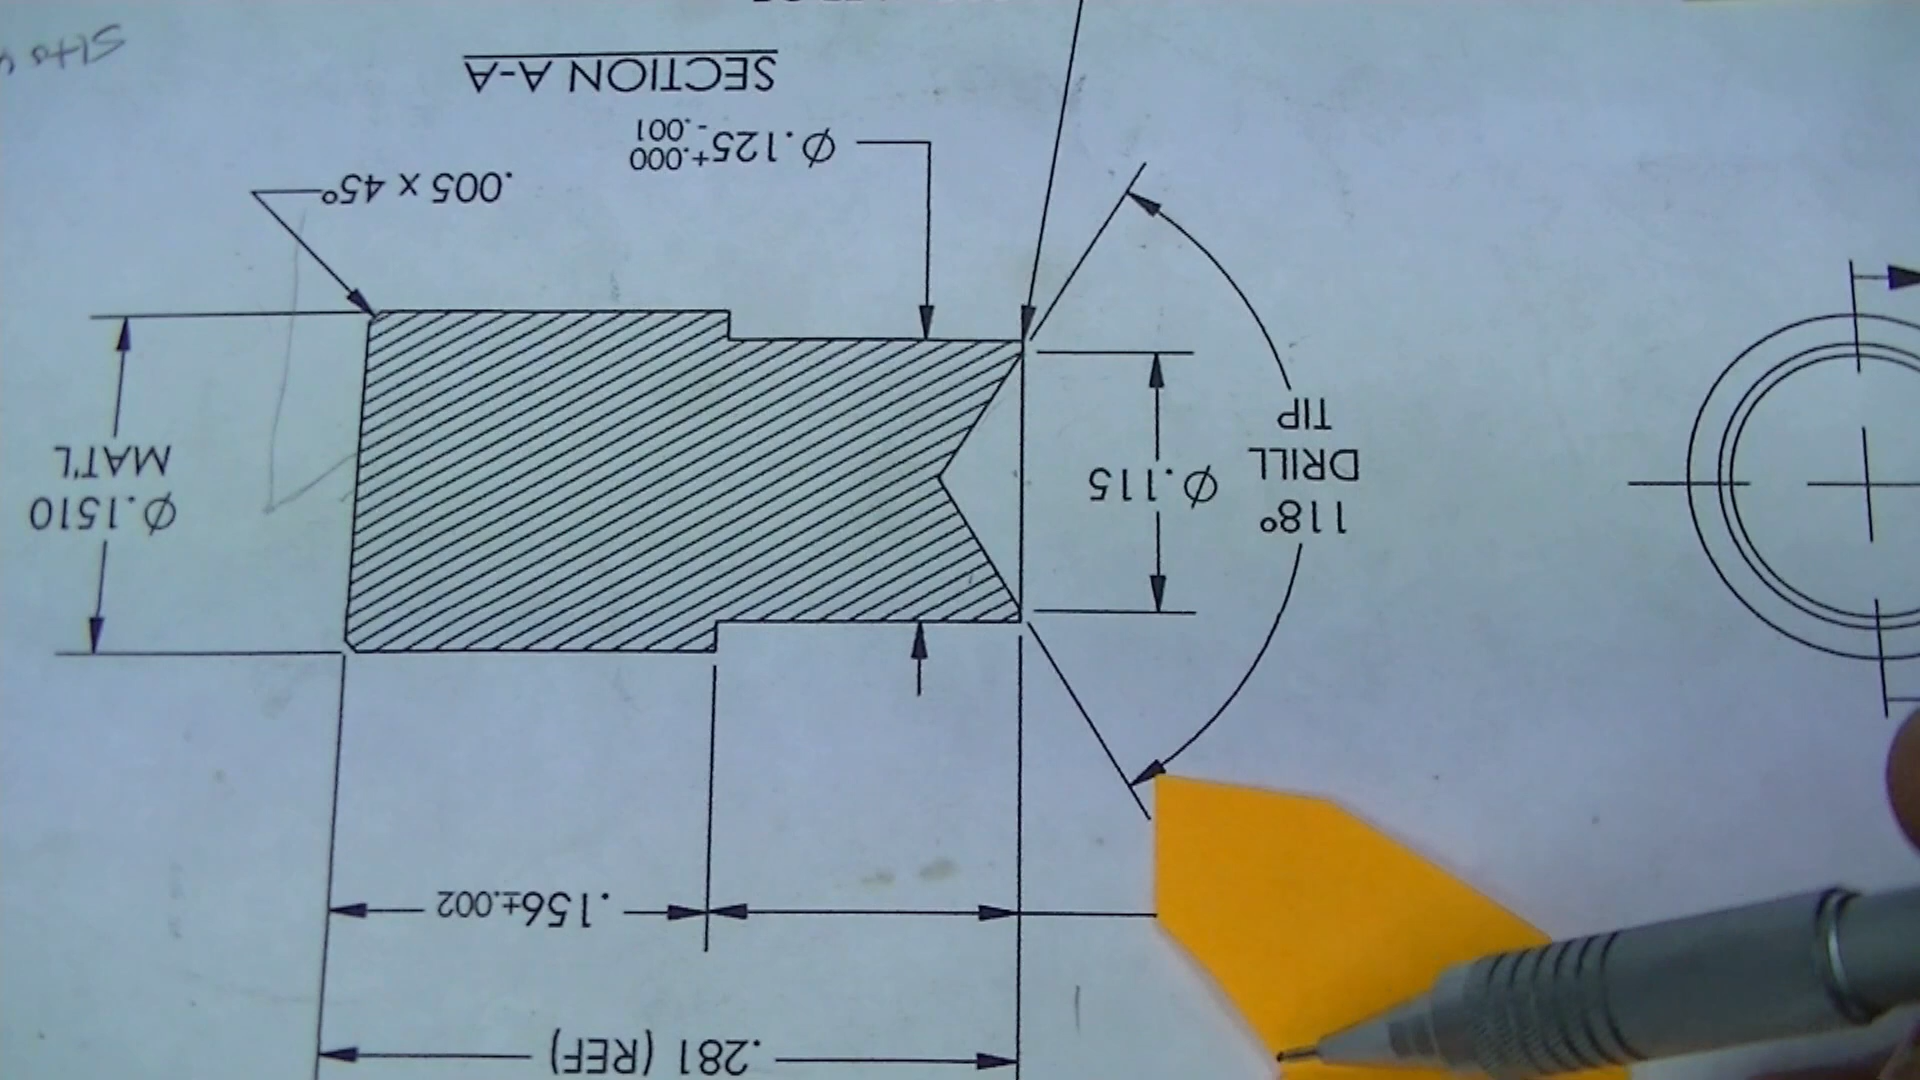 .281 (REF)
.156±.002
118°
DRILL
TIP
Ø.115
Ø.1510
MAT'L
.005 x 45°
Ø.125+.000
-.001
SECTION A-A